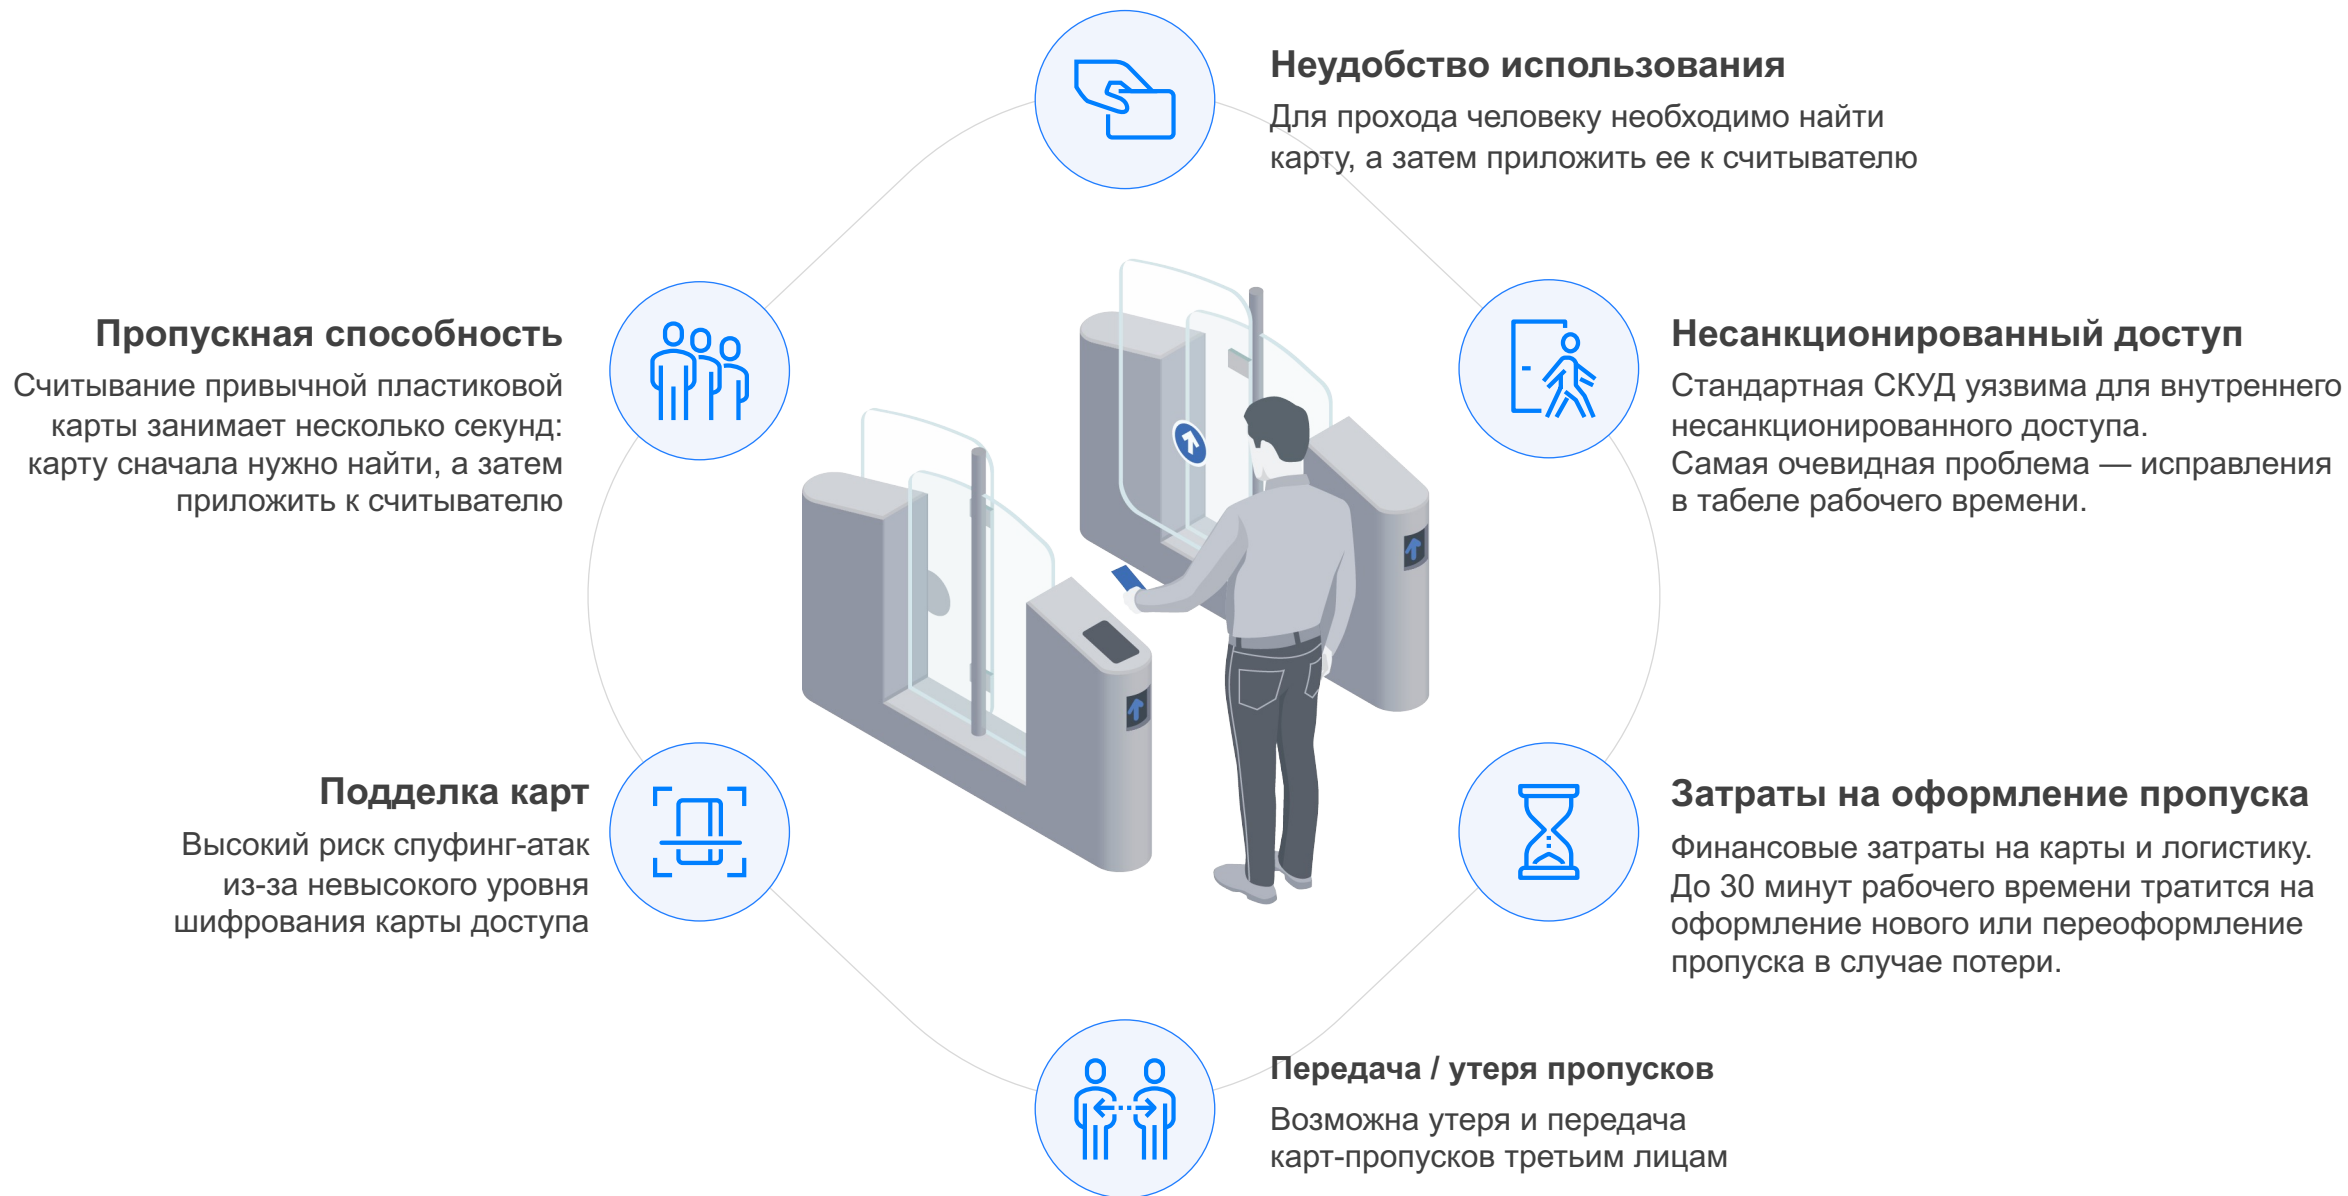 Неудобство использования
Для прохода человеку необходимо найти
карту, а затем приложить ее к считывателю
Пропускная способность
Считывание привычной пластиковой
карты занимает несколько секунд:
карту сначала нужно найти, а затем
приложить к считывателю
Несанкционированный доступ
Стандартная СКУД уязвима для внутреннего
несанкционированного доступа.
Самая очевидная проблема — исправления
в табеле рабочего времени.
Подделка карт
Высокий риск спуфинг-атак
из-за невысокого уровня
шифрования карты доступа
Затраты на оформление пропуска
Финансовые затраты на карты и логистику.
До 30 минут рабочего времени тратится на
оформление нового или переоформление
пропуска в случае потери.
Передача / утеря пропусков
Возможна утеря и передача
карт-пропусков третьим лицам